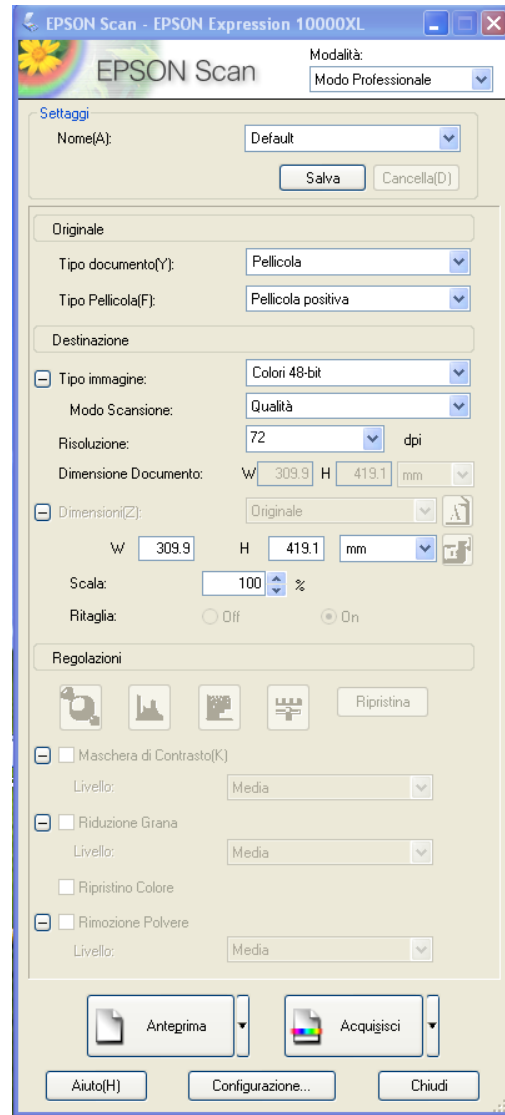 EPSON Scan - EPSON Expression 10000XL
EPSON Scan
Modalità:
Modo Professionale
Settaggi
Nome(A): Default
Salva Cancella(D)
Originale
Tipo documento(Y): Pellicola
Tipo Pellicola(F): Pellicola positiva
Destinazione
Tipo immagine: Colori 48-bit
Modo Scansione: Qualità
Risoluzione: 72 dpi
Dimensione Documento: W 309.9 H 419.1 mm
Dimensioni(Z): Originale
W 309.9 H 419.1 mm
Scala: 100 %
Ritaglia: Off On
Regolazioni
Ripristina
Maschera di Contrasto(K)
Livello: Media
Riduzione Grana
Livello: Media
Ripristino Colore
Rimozione Polvere
Livello: Media
Anteprima Acquisisci
Aiuto(H) Configurazione... Chiudi